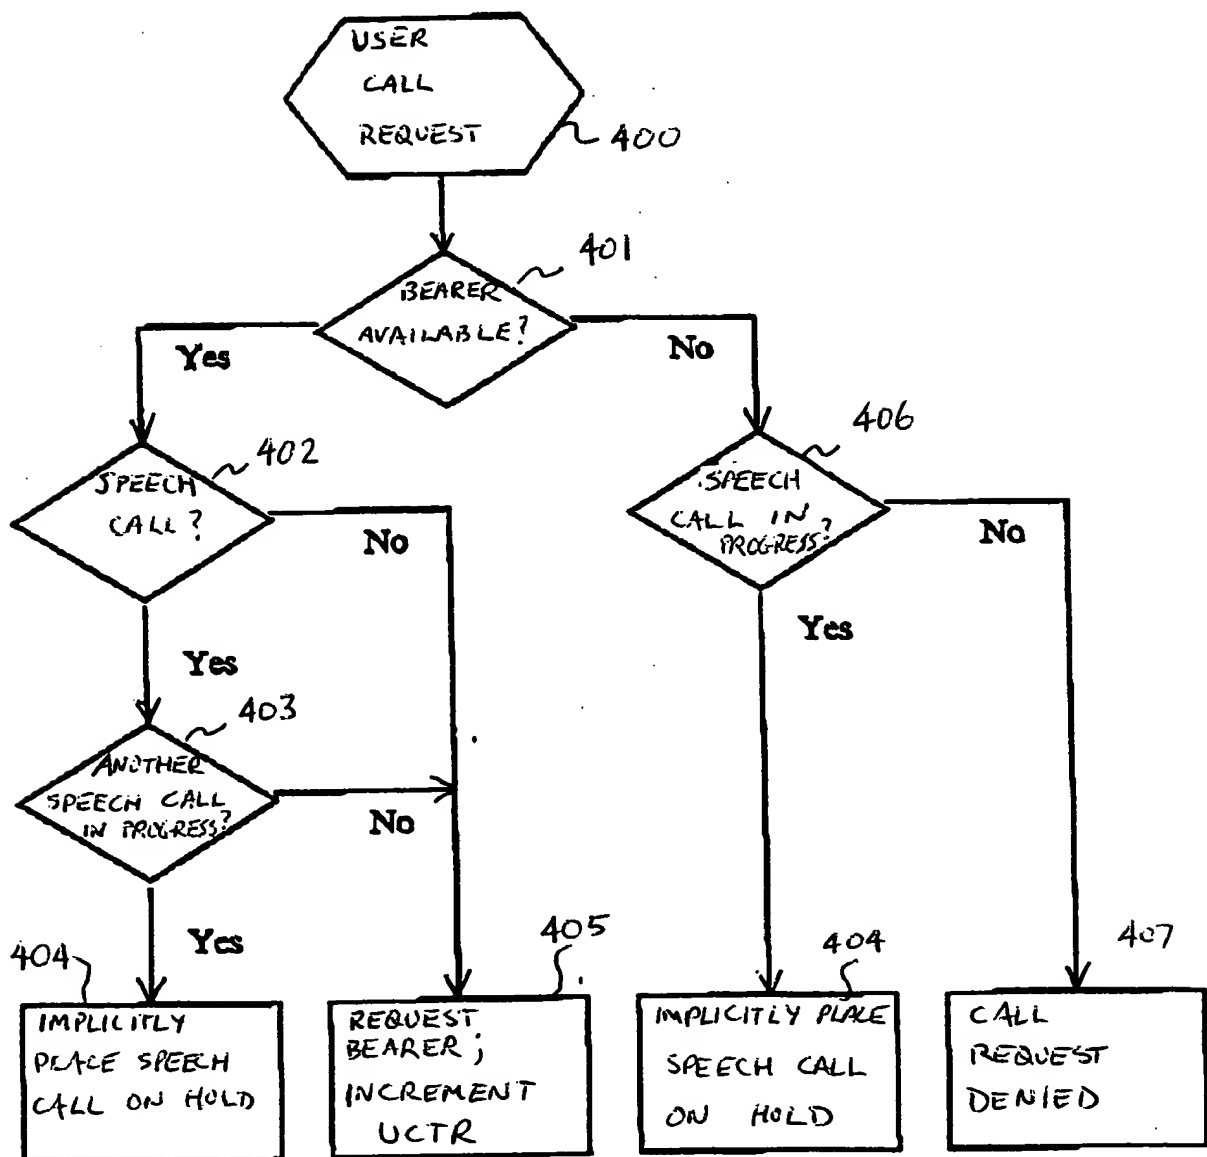 USER
CALL
REQUEST
400
401
BEARER
AVAILABLE?
Yes
No
402
SPEECH
CALL?
No
Yes
406
SPEECH
CALL IN
PROGRESS?
No
Yes
403
ANOTHER
SPEECH CALL
IN PROGRESS?
No
Yes
404
IMPLICITLY
PLACE SPEECH
CALL ON HOLD
405
REQUEST
BEARER;
INCREMENT
UCTR
404
IMPLICITLY PLACE
SPEECH CALL
ON HOLD
407
CALL
REQUEST
DENIED